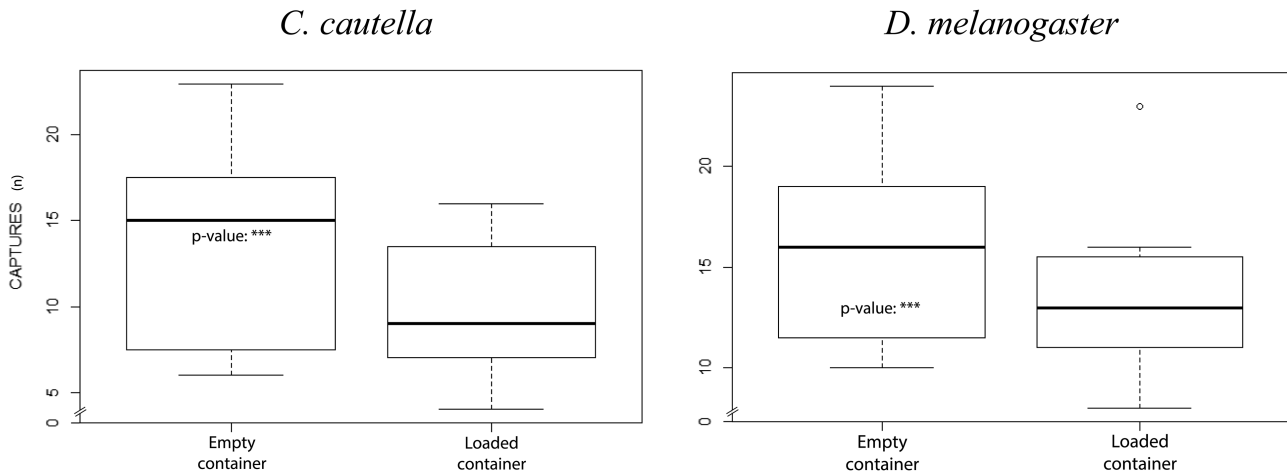 C. cautella
D. melanogaster
CAPTURES (n)
20
15
10
5
0
p-value: ***
Empty
container
Loaded
container
20
15
10
0
p-value: ***
Empty
container
Loaded
container